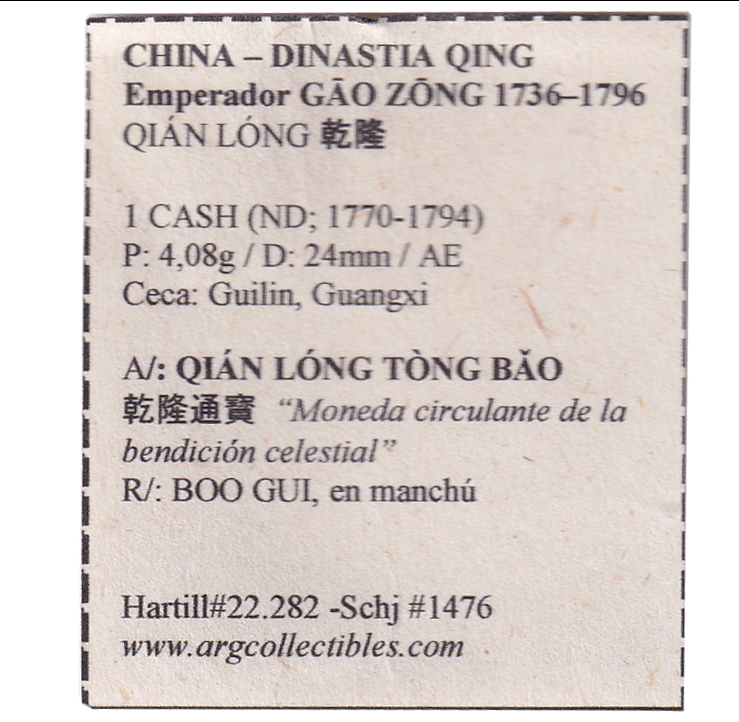 CHINA – DINASTIA QING
Emperador GĀO ZŌNG 1736–1796
QIÁN LÓNG 乾隆
1 CASH (ND; 1770-1794)
P: 4,08g / D: 24mm / AE
Ceca: Guilin, Guangxi
A/: QIÁN LÓNG TÒNG BǍO
乾隆通寳 “Moneda circulante de la
bendición celestial”
R/: BOO GUI, en manchú
Hartill#22.282 -Schj #1476
www.argcollectibles.com